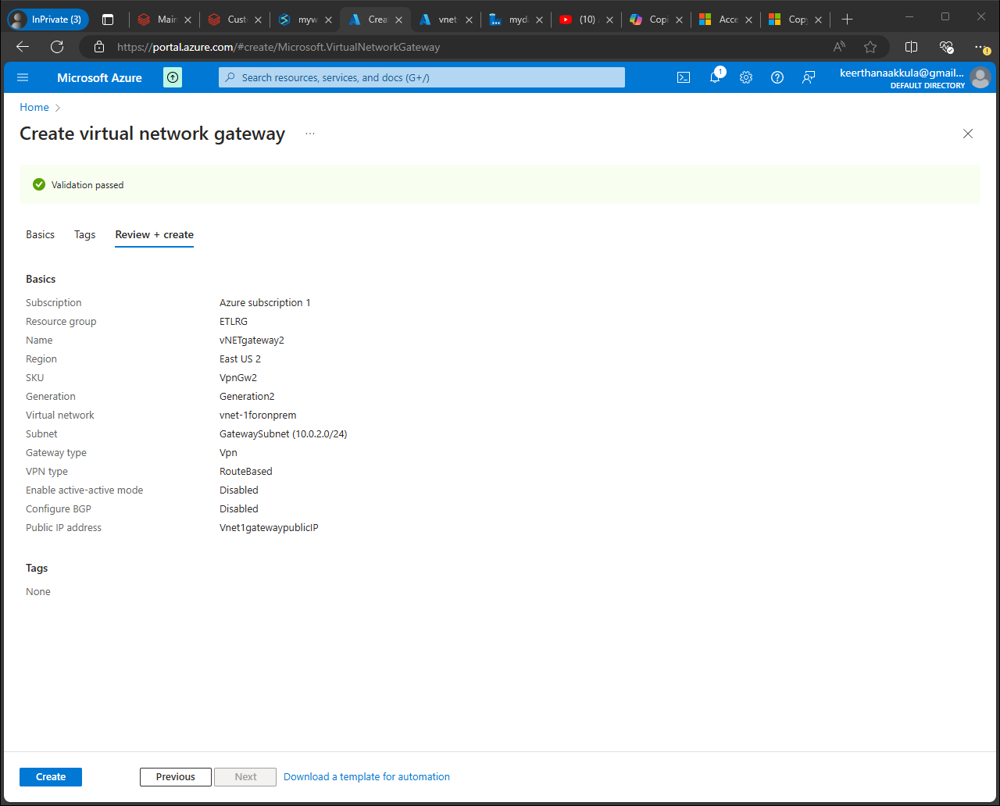 InPrivate (3)
Main
Custo
myw
Crea
vnet
myda
(10)
Copi
Acce
Copy
https://portal.azure.com/#create/Microsoft.VirtualNetworkGateway
Microsoft Azure
Search resources, services, and docs (G+/)
1
keerthanaakkula@gmail...
DEFAULT DIRECTORY
Home
Create virtual network gateway
Validation passed
Basics Tags Review + create
Basics
Subscription Azure subscription 1
Resource group ETLRG
Name vNETgateway2
Region East US 2
SKU VpnGw2
Generation Generation2
Virtual network vnet-1foronprem
Subnet GatewaySubnet (10.0.2.0/24)
Gateway type Vpn
VPN type RouteBased
Enable active-active mode Disabled
Configure BGP Disabled
Public IP address Vnet1gatewaypublicIP
Tags
None
Create Previous Next Download a template for automation